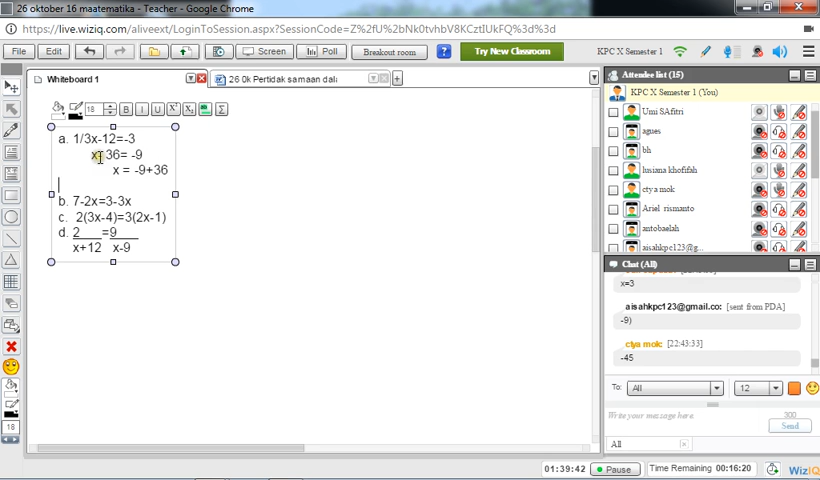 26 oktober 16 maatematika - Teacher - Google Chrome
https://live.wiziq.com/aliveext/LoginToSession.aspx?SessionCode=Z%2fU%2bNk0tvhbV8KCztIUkFQ%3d%3d
File
Edit
Screen
Poll
Breakout room
?
Try New Classroom
KPC X Semester 1
Whiteboard 1
26 0k Pertidak samaan dala
Attendee list (15)
KPC X Semester 1 (You)
Umi SAfitri
agues
bh
lusiana khofifah
ctya mok
Ariel rismanto
antobaelah
aisahkpc123@g...
18
B
I
U
a. 1/3x-12=-3
x-36= -9
x = -9+36
b. 7-2x=3-3x
c. 2(3x-4)=3(2x-1)
d. 2 =9
x+12 x-9
Chat (All)
x=3
aisahkpc123@gmail.co: [sent from PDA]
-9)
ctya mok: [22:43:33]
-45
To: All
12
Write your message here.
300
Send
All
18
01:39:42
Pause
Time Remaining 00:16:20
WizIQ